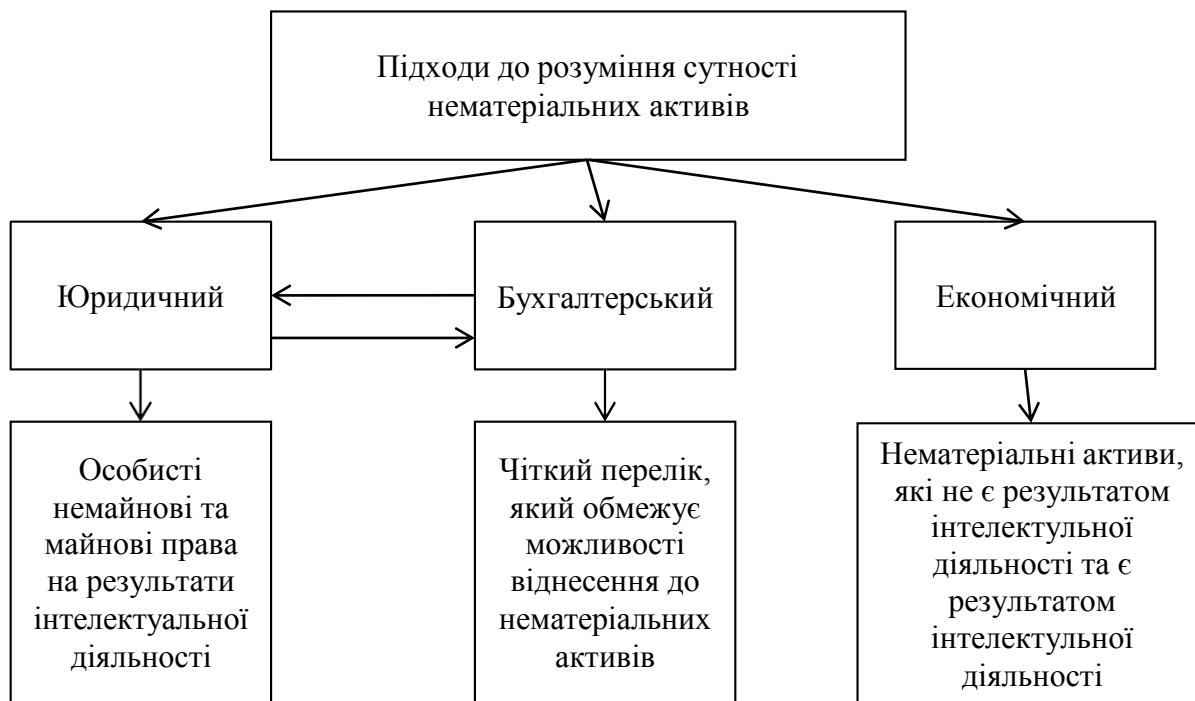 Підходи до розуміння сутності
нематеріальних активів
Юридичний
Бухгалтерський
Економічний
Особисті
немайнові та
майнові права
на результати
інтелектуальної
діяльності
Чіткий перелік,
який обмежує
можливості
віднесення до
нематеріальних
активів
Нематеріальні активи,
які не є результатом
інтелектульної
діяльності та є
результатом
інтелектульної
діяльності